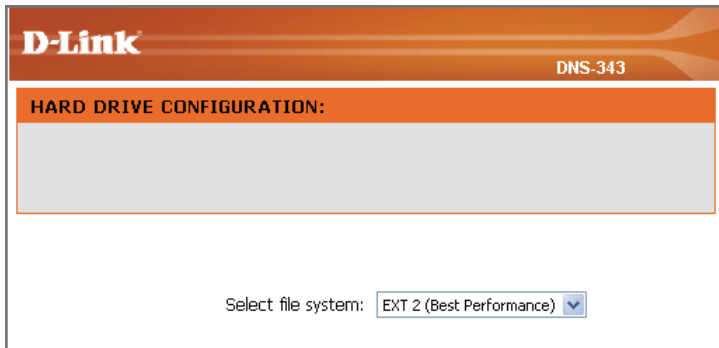 D-Link
DNS-343
HARD DRIVE CONFIGURATION:
Select file system: EXT 2 (Best Performance)